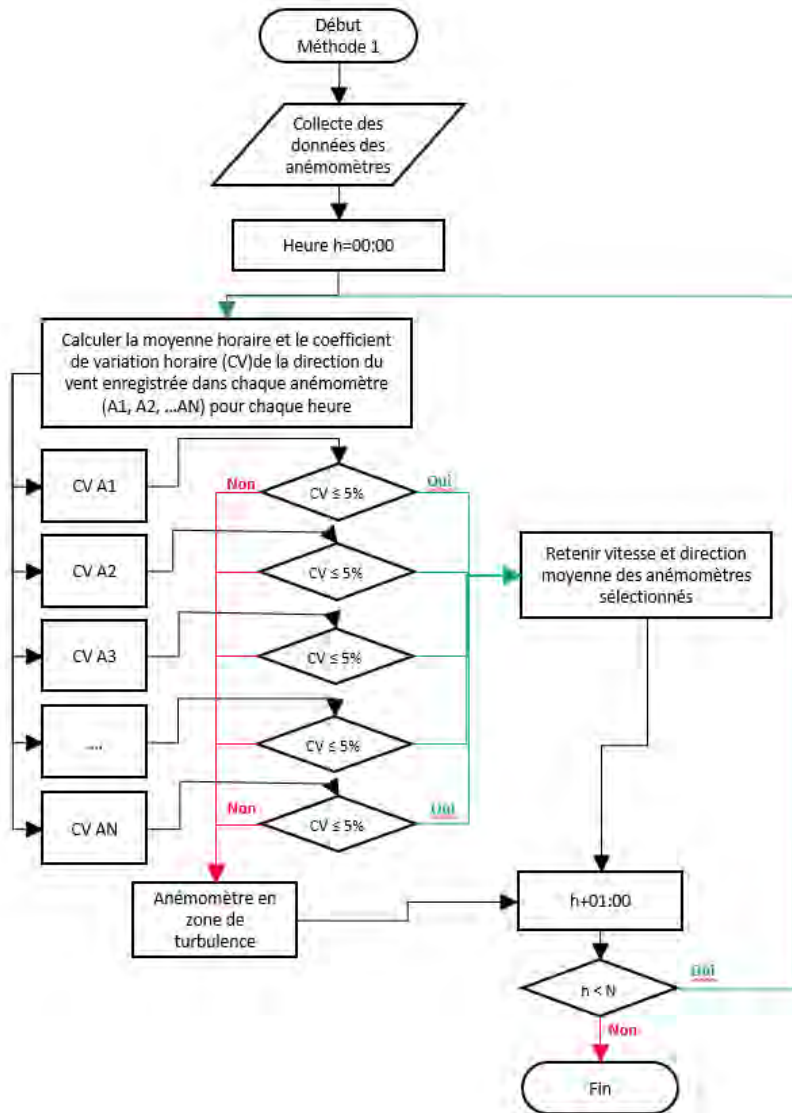 Début
Méthode 1
Collecte des
données des
anémomètres
Heure h=00:00
Calculer la moyenne horaire et le coefficient
de variation horaire (CV)de la direction du
vent enregistrée dans chaque anémomètre
(A1, A2, ...AN) pour chaque heure
CV A1
Non
CV ≤ 5%
Oui
CV A2
CV ≤ 5%
Retenir vitesse et direction
moyenne des anémomètres
sélectionnés
CV A3
CV ≤ 5%
....
CV ≤ 5%
CV AN
Non
CV ≤ 5%
Oui
Anémomètre en
zone de
turbulence
h+01:00
h < N
Oui
Non
Fin